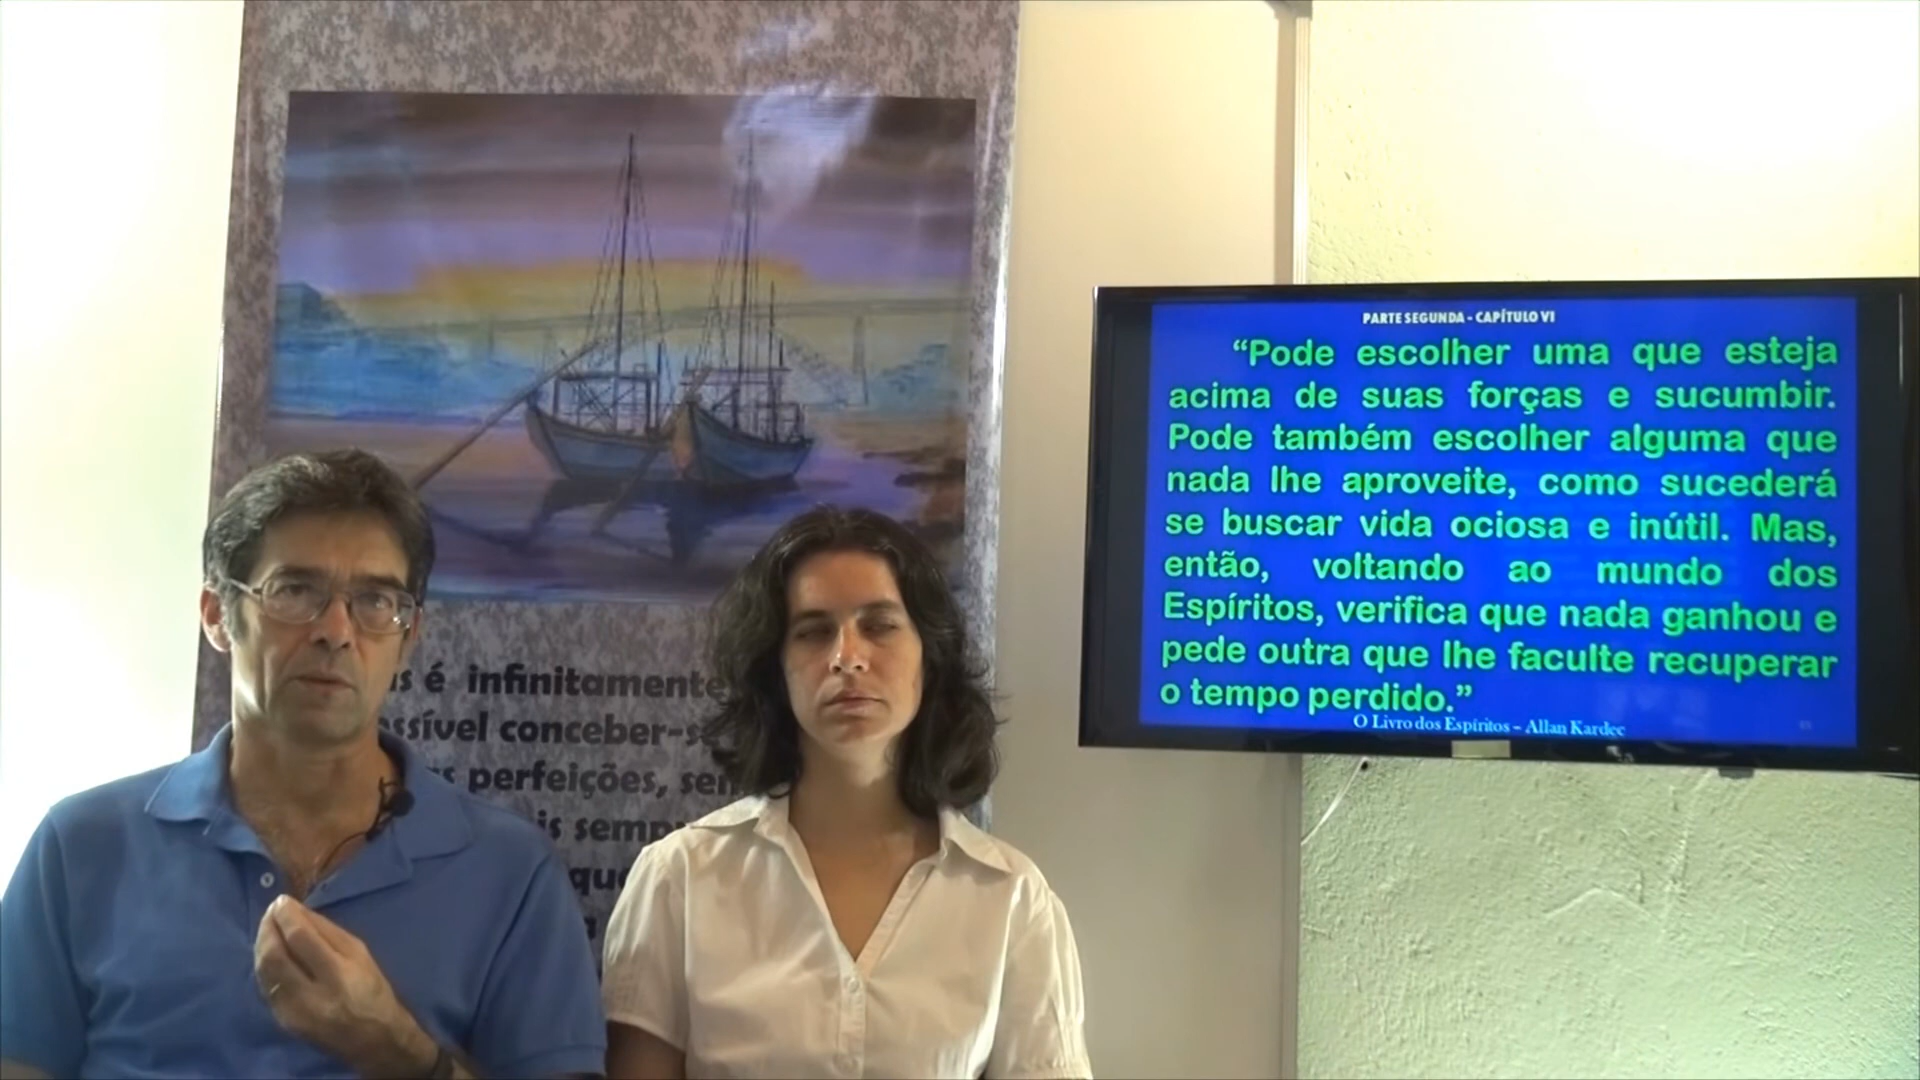 PARTE SEGUNDA - CAPÍTULO VI
“Pode escolher uma que esteja
acima de suas forças e sucumbir.
Pode também escolher alguma que
nada lhe aproveite, como sucederá
se buscar vida ociosa e inútil. Mas,
então, voltando ao mundo dos
Espíritos, verifica que nada ganhou e
pede outra que lhe faculte recuperar
o tempo perdido.”
O Livro dos Espíritos – Allan Kardec
é infinitamente
conceber-se
perfeições, sem
sempre
que